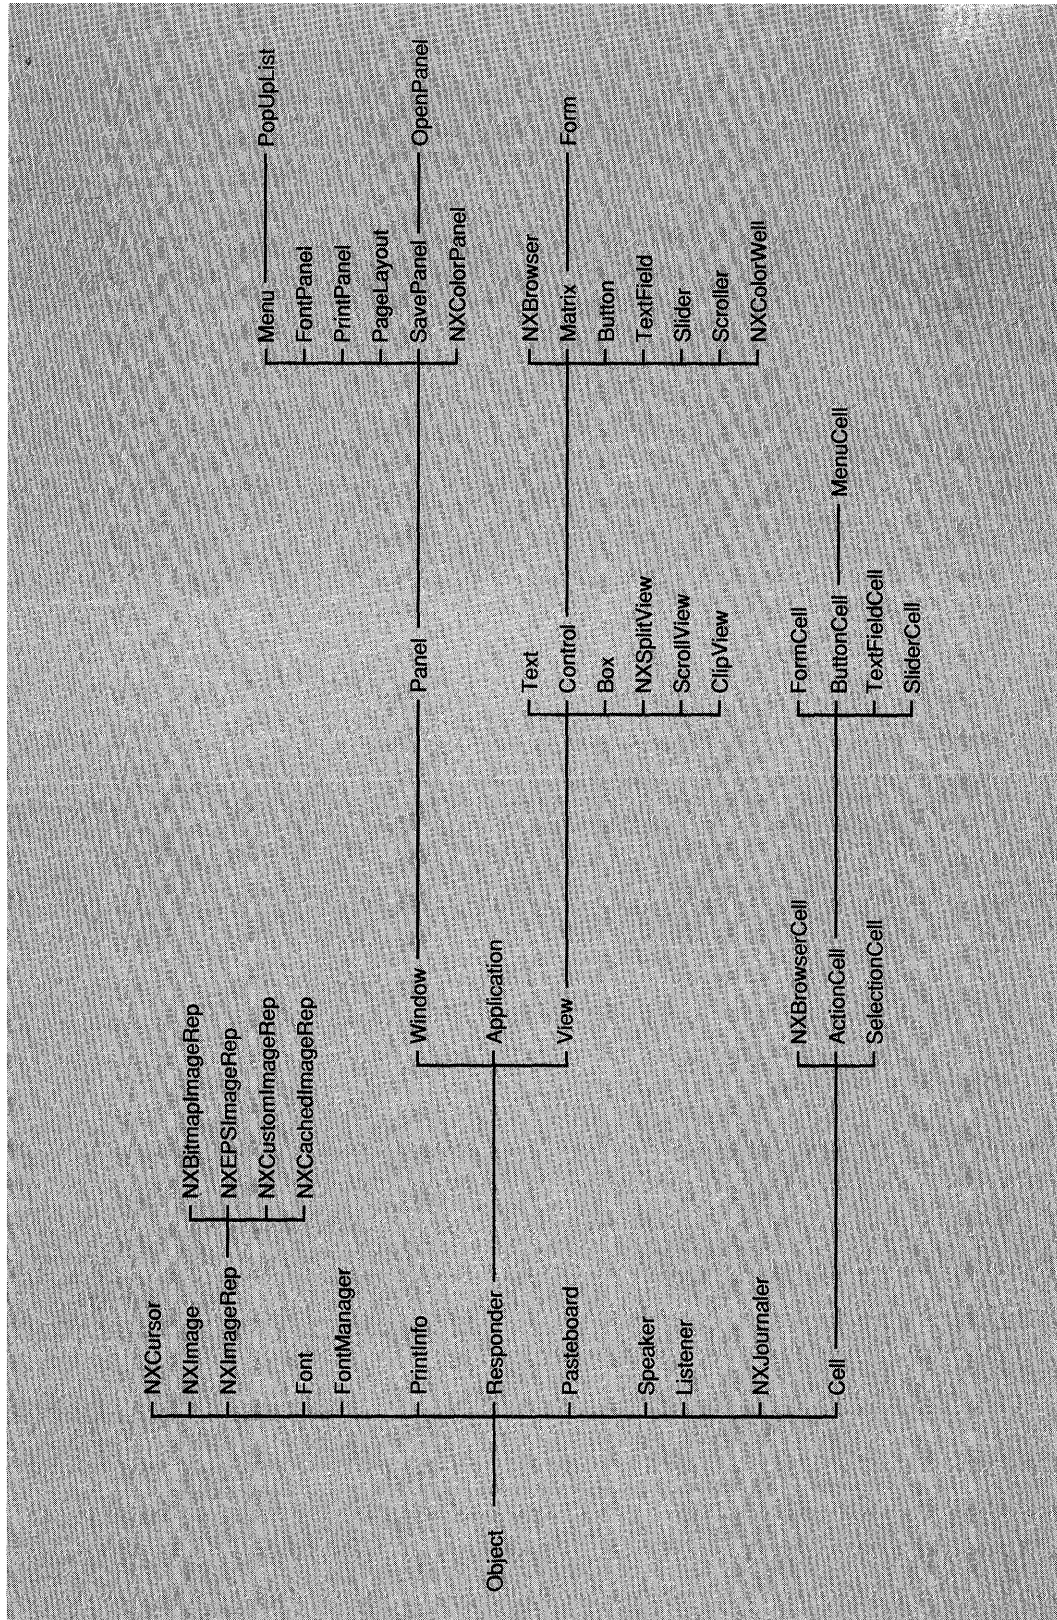 Object
NXCursor
NXImage
NXImageRep
NXBitmapImageRep
NXEPSImageRep
NXCustomImageRep
NXCachedImageRep
Font
FontManager
PrintInfo
Responder
Window
Panel
Menu
PopUpList
FontPanel
PrintPanel
PageLayout
SavePanel
OpenPanel
NXColorPanel
Application
View
Text
Control
NXBrowser
Matrix
Form
Button
TextField
Slider
Scroller
NXColorWell
Box
NXSplitView
ScrollView
ClipView
Pasteboard
Speaker
Listener
NXJournaler
Cell
NXBrowserCell
ActionCell
FormCell
ButtonCell
MenuCell
TextFieldCell
SliderCell
SelectionCell